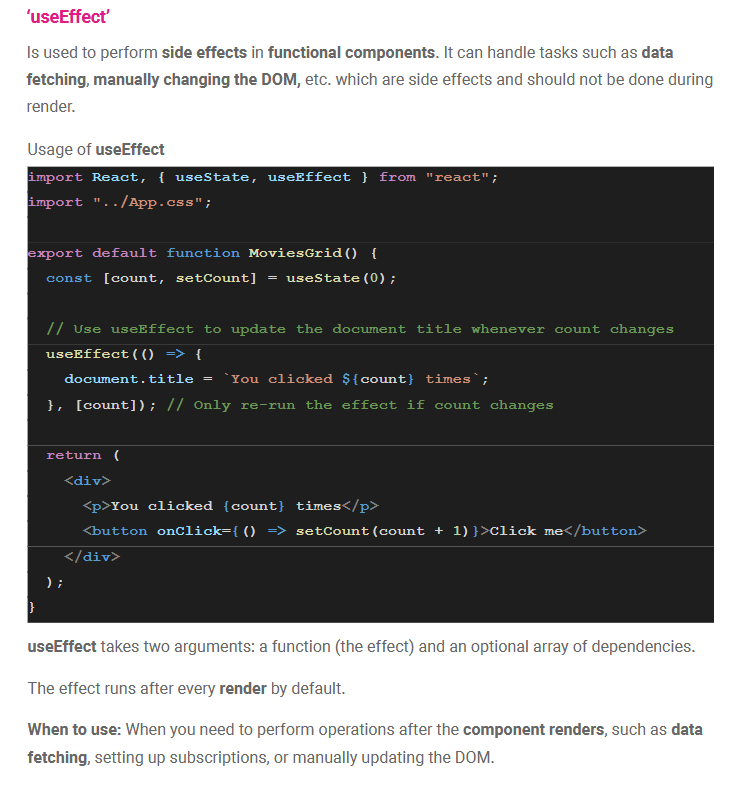 ‘useEffect’
Is used to perform side effects in functional components. It can handle tasks such as data
fetching, manually changing the DOM, etc. which are side effects and should not be done during
render.
Usage of useEffect
import React, { useState, useEffect } from "react";
import "../App.css";
export default function MoviesGrid() {
  const [count, setCount] = useState(0);
  // Use useEffect to update the document title whenever count changes
  useEffect(() => {
    document.title = `You clicked ${count} times`;
  }, [count]); // Only re-run the effect if count changes
  return (
    <div>
      <p>You clicked {count} times</p>
      <button onClick={() => setCount(count + 1)}>Click me</button>
    </div>
  );
}
useEffect takes two arguments: a function (the effect) and an optional array of dependencies.
The effect runs after every render by default.
When to use: When you need to perform operations after the component renders, such as data
fetching, setting up subscriptions, or manually updating the DOM.